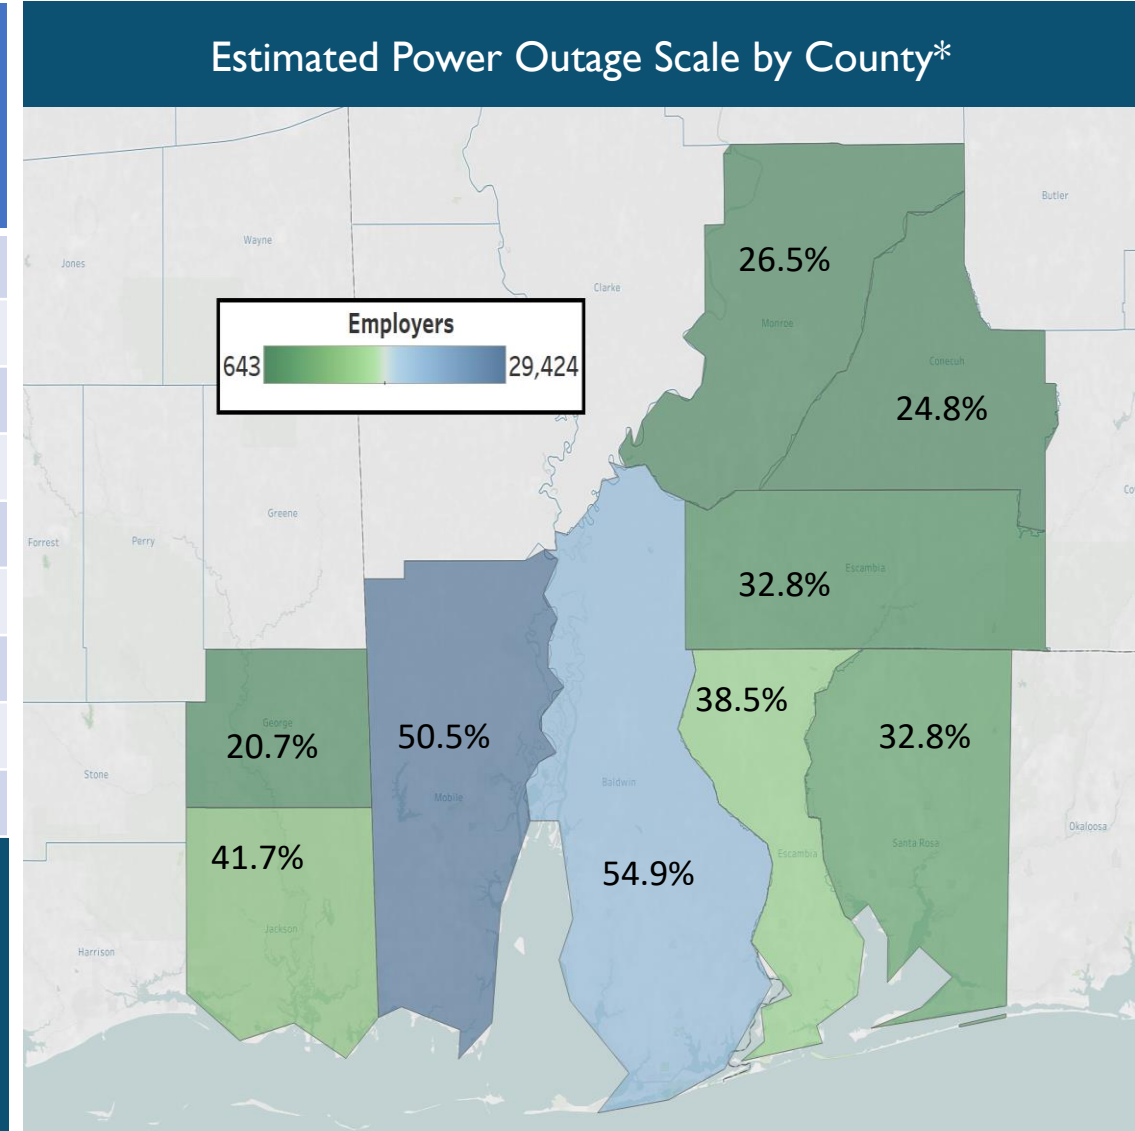 Estimated Power Outage Scale by County*
Butler
Wayne
26.5%
Jones
Clarke
Employers
Monroe
643
29,424
Conecuh
24.8%
Co
Greene
Forrest
Perry
32.8%
Escambia
38.5%
George
20.7%
50.5%
32.8%
Stone
Baldwin
Mobile
Okaloosa
Santa Rosa
41.7%
Escambia
54.9%
Jackson
Harrison